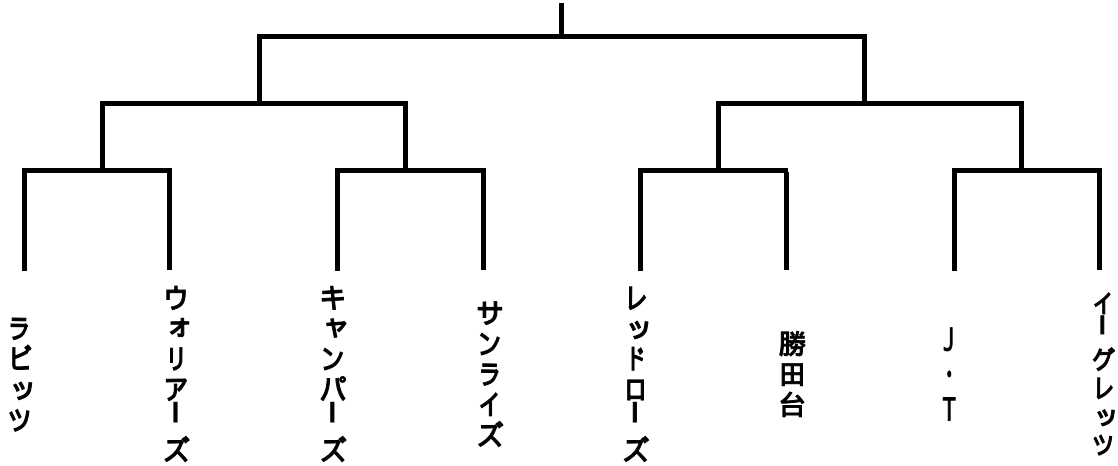 ラビッツ
ウォリアーズ
キャンパーズ
サンライズ
レッドローズ
勝田台
J・T
イーグレッツ